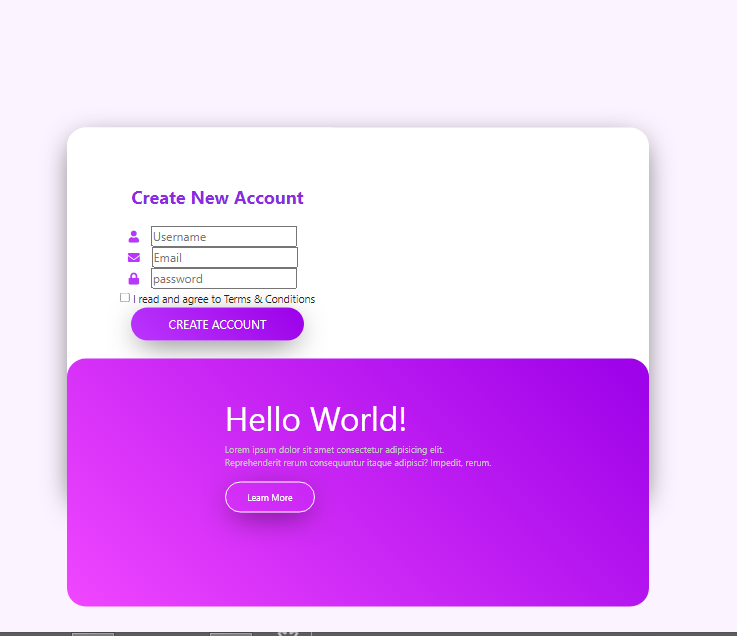 Create New Account
Username
Email
password
I read and agree to Terms & Conditions
CREATE ACCOUNT
Hello World!
Lorem ipsum dolor sit amet consectetur adipisicing elit.
Reprehenderit rerum consequuntur itaque adipisci? Impedit, rerum.
Learn More